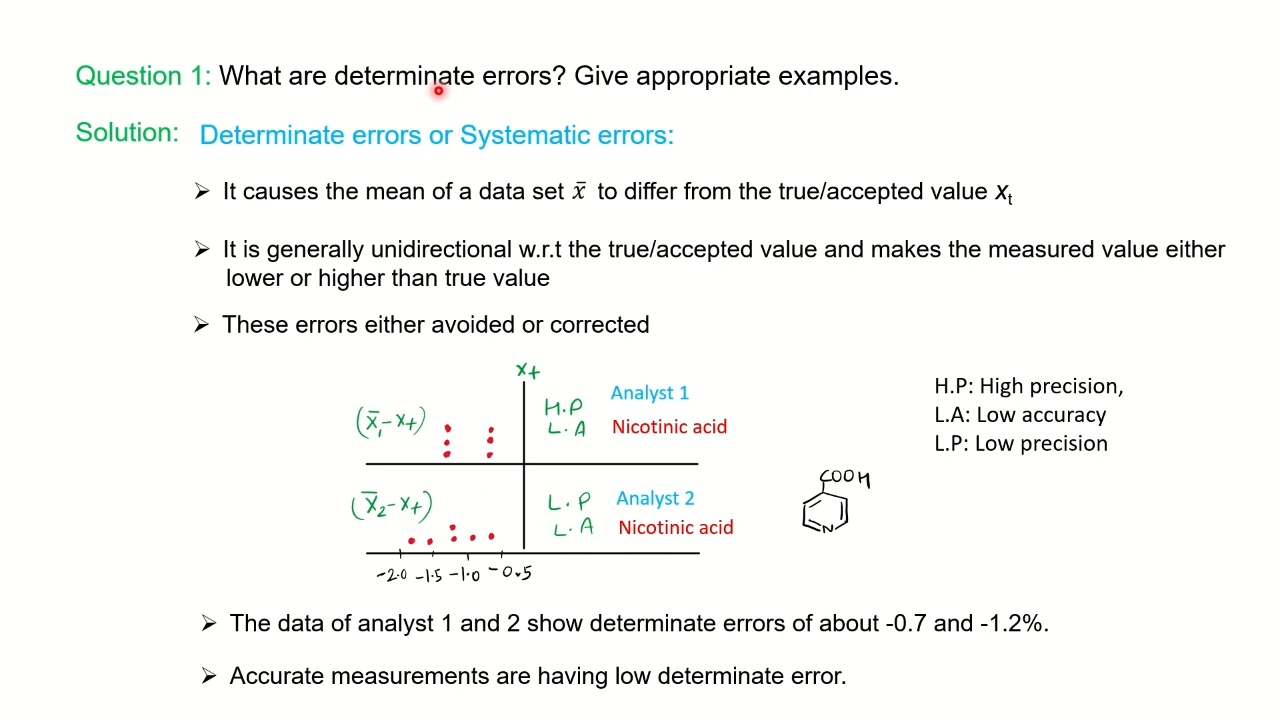 Question 1: What are determinate errors? Give appropriate examples.
Solution: Determinate errors or Systematic errors:
➢ It causes the mean of a data set x̄ to differ from the true/accepted value xₜ
➢ It is generally unidirectional w.r.t the true/accepted value and makes the measured value either
lower or higher than true value
➢ These errors either avoided or corrected
xₜ
(x̄₁-xₜ)
H.P
L.A
Analyst 1
Nicotinic acid
H.P: High precision,
L.A: Low accuracy
L.P: Low precision
(x̄₂-xₜ)
L.P
L.A
Analyst 2
Nicotinic acid
COOH
N
-2.0 -1.5 -1.0 -0.5
➢ The data of analyst 1 and 2 show determinate errors of about -0.7 and -1.2%.
➢ Accurate measurements are having low determinate error.